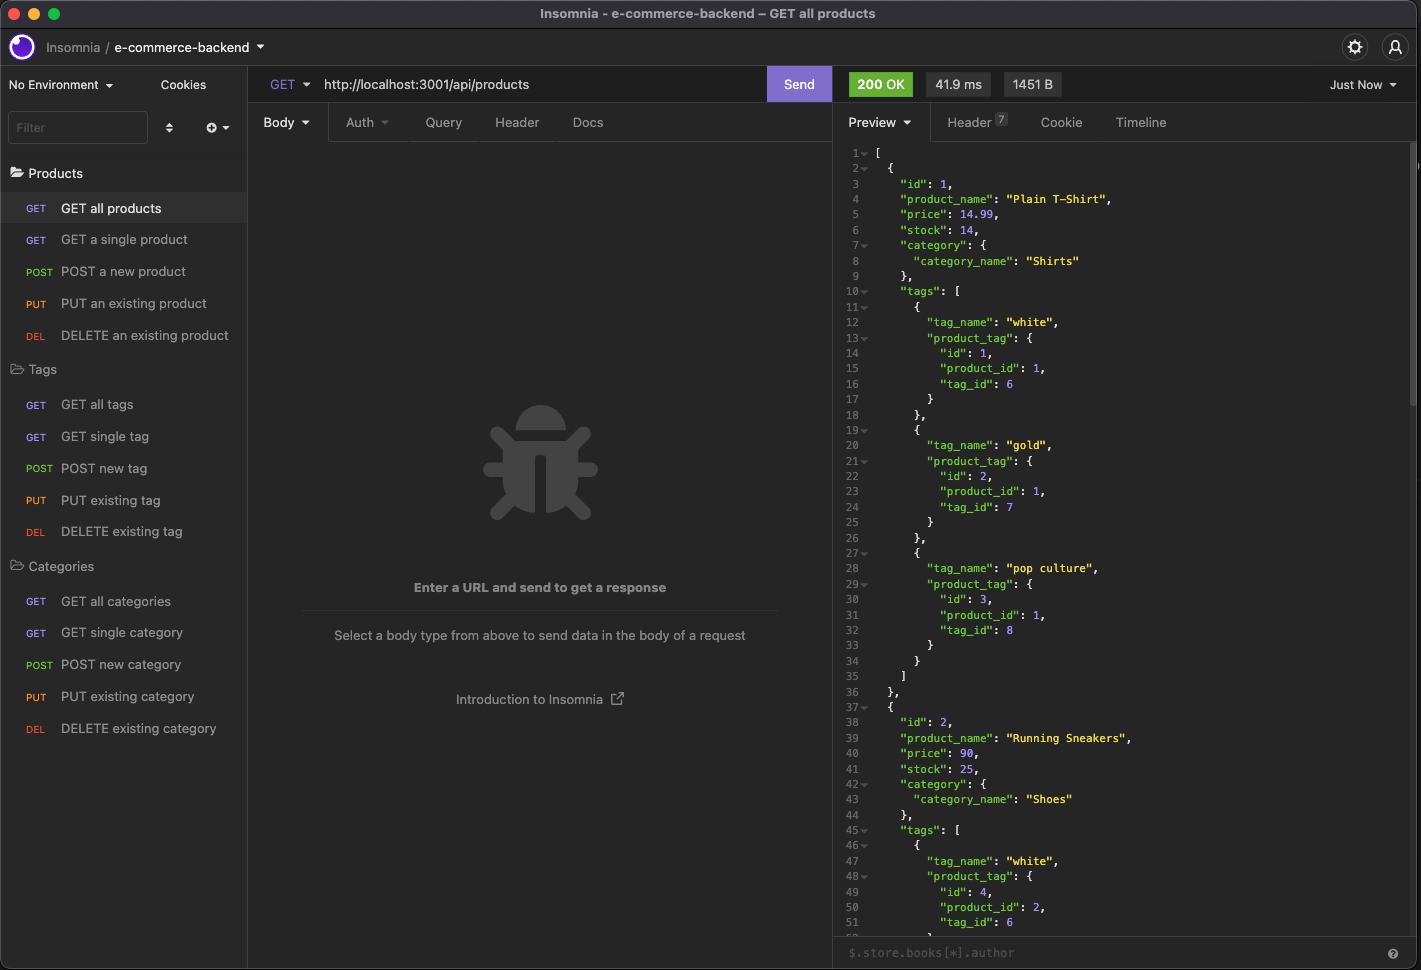 Insomnia - e-commerce-backend – GET all products
Insomnia / e-commerce-backend
No Environment
Cookies
Filter
Products
GET GET all products
GET GET a single product
POST POST a new product
PUT PUT an existing product
DEL DELETE an existing product
Tags
GET GET all tags
GET GET single tag
POST POST new tag
PUT PUT existing tag
DEL DELETE existing tag
Categories
GET GET all categories
GET GET single category
POST POST new category
PUT PUT existing category
DEL DELETE existing category
GET http://localhost:3001/api/products Send
Body Auth Query Header Docs
Enter a URL and send to get a response
Select a body type from above to send data in the body of a request
Introduction to Insomnia
200 OK 41.9 ms 1451 B Just Now
Preview Header 7 Cookie Timeline
1 [
2 {
3 "id": 1,
4 "product_name": "Plain T-Shirt",
5 "price": 14.99,
6 "stock": 14,
7 "category": {
8 "category_name": "Shirts"
9 },
10 "tags": [
11 {
12 "tag_name": "white",
13 "product_tag": {
14 "id": 1,
15 "product_id": 1,
16 "tag_id": 6
17 }
18 },
19 {
20 "tag_name": "gold",
21 "product_tag": {
22 "id": 2,
23 "product_id": 1,
24 "tag_id": 7
25 }
26 },
27 {
28 "tag_name": "pop culture",
29 "product_tag": {
30 "id": 3,
31 "product_id": 1,
32 "tag_id": 8
33 }
34 }
35 ]
36 },
37 {
38 "id": 2,
39 "product_name": "Running Sneakers",
40 "price": 90,
41 "stock": 25,
42 "category": {
43 "category_name": "Shoes"
44 },
45 "tags": [
46 {
47 "tag_name": "white",
48 "product_tag": {
49 "id": 4,
50 "product_id": 2,
51 "tag_id": 6
$.store.books[*].author